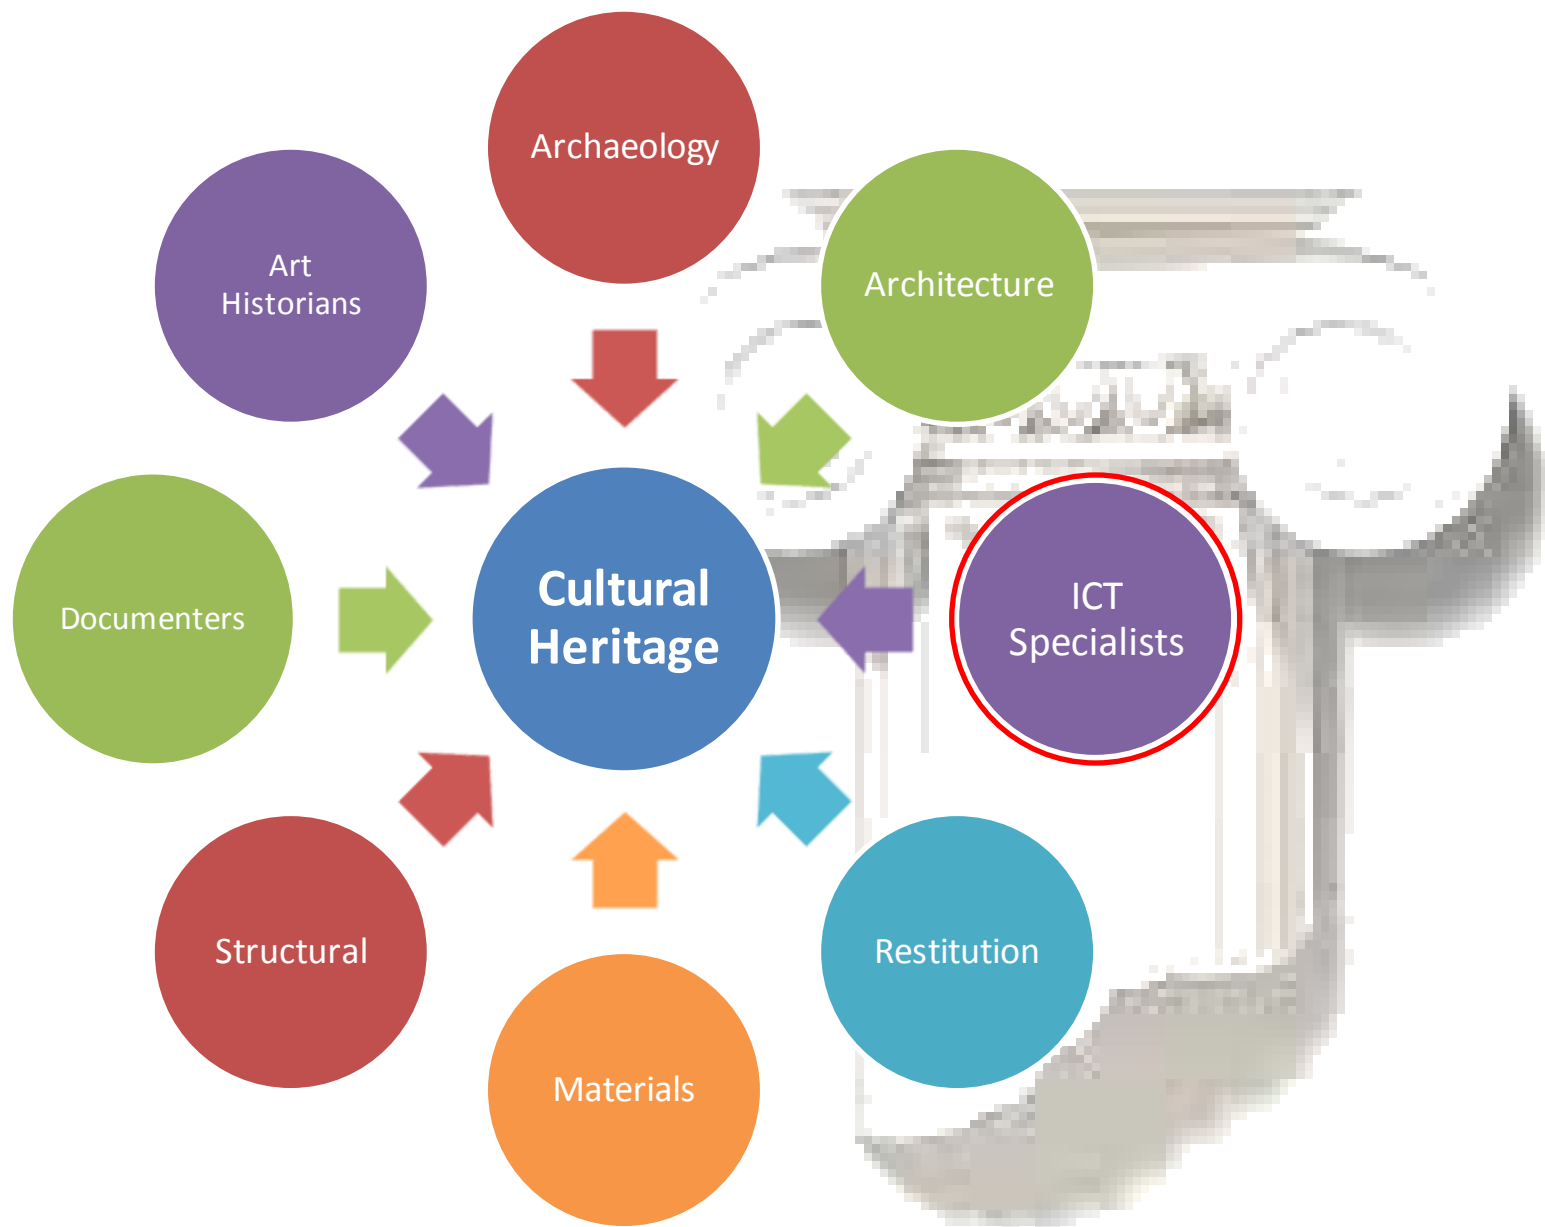 Archaeology
Art
Historians
Architecture
Cultural
Heritage
ICT
Specialists
Documenters
Structural
Restitution
Materials